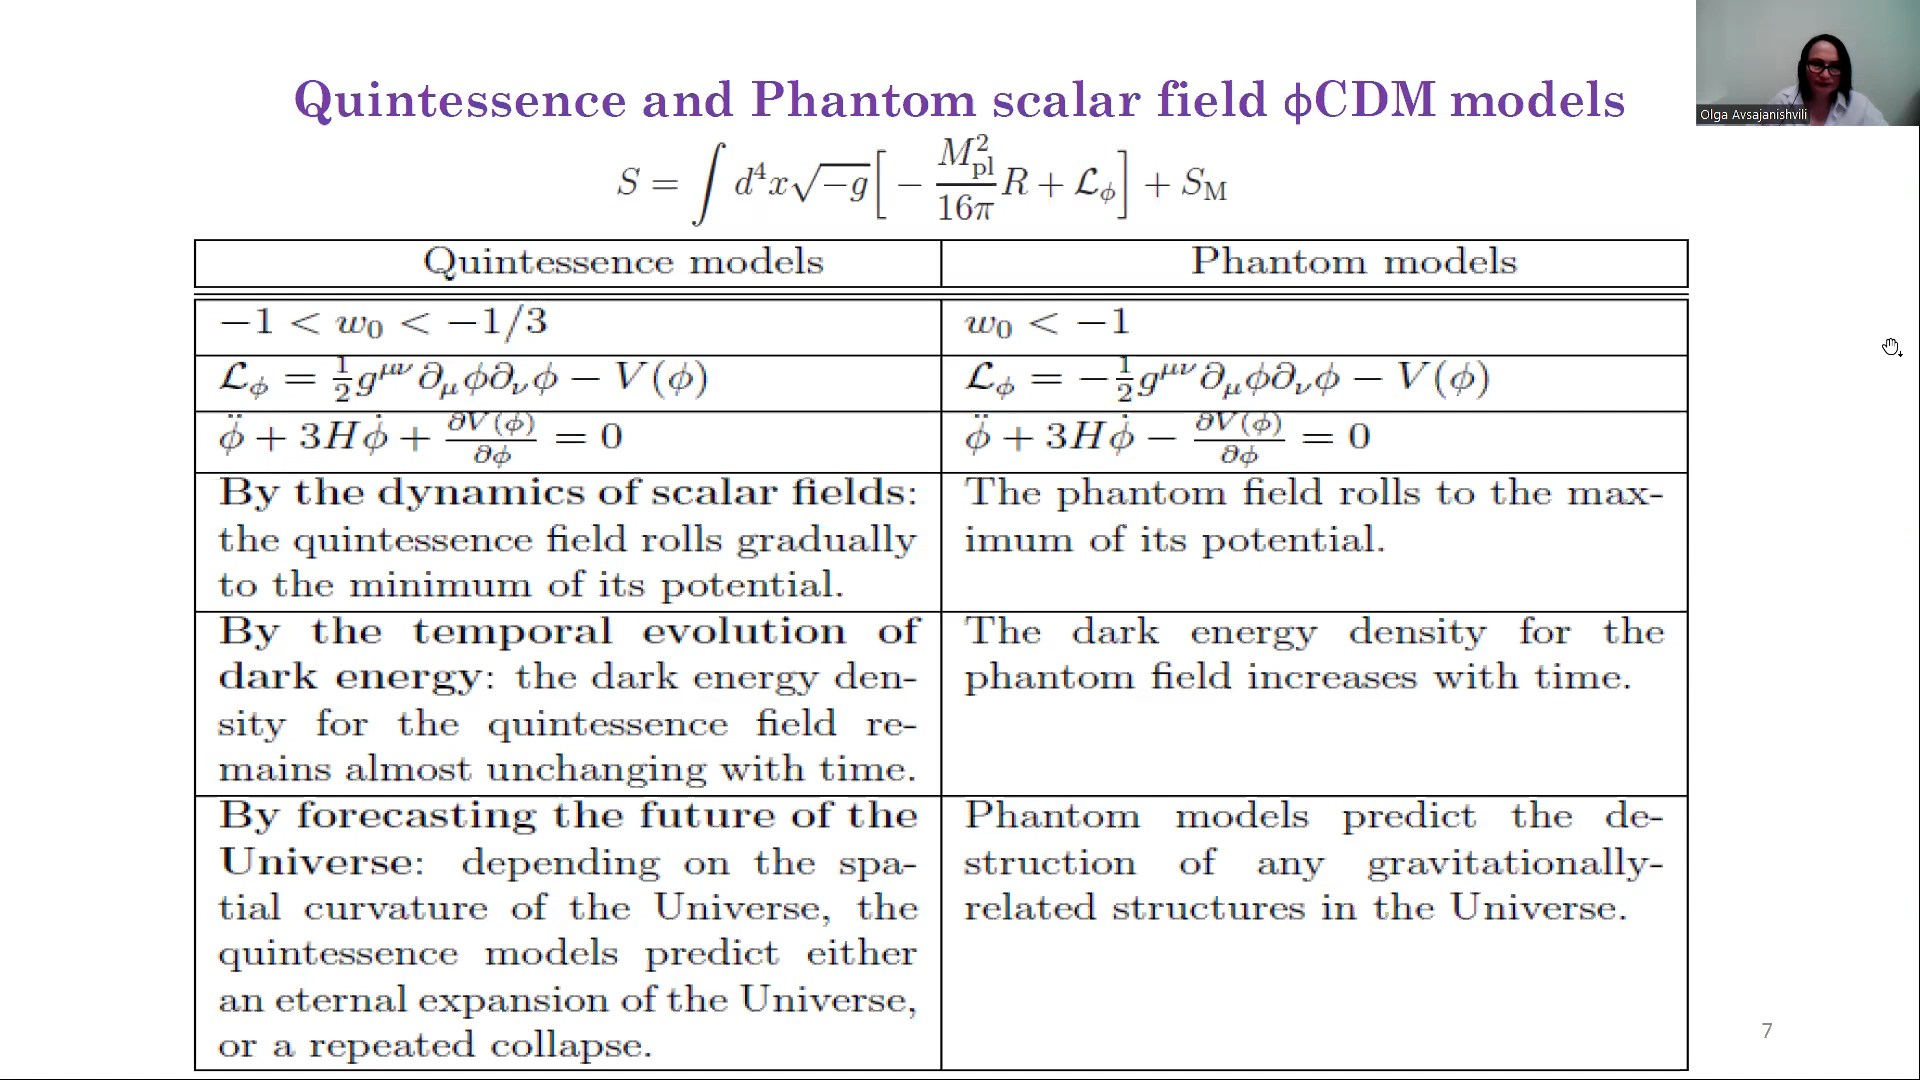 Quintessence and Phantom scalar field ϕCDM models
Olga Avsajanishvili
S = ∫ d⁴x√−g[ − M²pl/16π R + ℒϕ ] + S_M
Quintessence models
Phantom models
−1 < w₀ < −1/3
w₀ < −1
ℒϕ = ½g^{μν}∂_μϕ∂_νϕ − V(ϕ)
ℒϕ = −½g^{μν}∂_μϕ∂_νϕ − V(ϕ)
ϕ̈ + 3Hϕ̇ + ∂V(ϕ)/∂ϕ = 0
ϕ̈ + 3Hϕ̇ − ∂V(ϕ)/∂ϕ = 0
By the dynamics of scalar fields:
the quintessence field rolls gradually
to the minimum of its potential.
The phantom field rolls to the max-
imum of its potential.
By the temporal evolution of
dark energy: the dark energy den-
sity for the quintessence field re-
mains almost unchanging with time.
The dark energy density for the
phantom field increases with time.
By forecasting the future of the
Universe: depending on the spa-
tial curvature of the Universe, the
quintessence models predict either
an eternal expansion of the Universe,
or a repeated collapse.
Phantom models predict the de-
struction of any gravitationally-
related structures in the Universe.
7